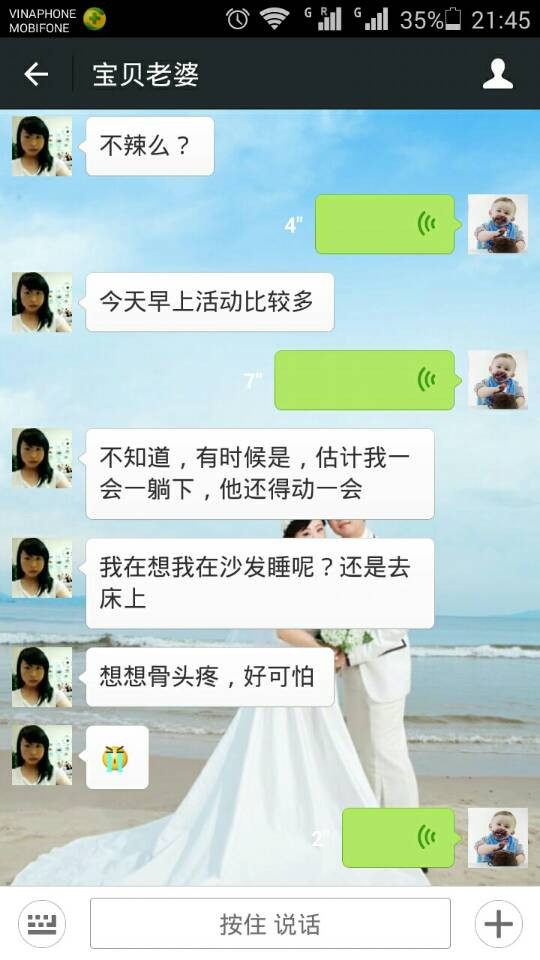 VINAPHONE
MOBIFONE
G R G 35% 21:45
宝贝老婆
不辣么？
4"
今天早上活动比较多
7"
不知道，有时候是，估计我一
会一躺下，他还得动一会
我在想我在沙发睡呢？还是去
床上
想想骨头疼，好可怕
2"
按住 说话